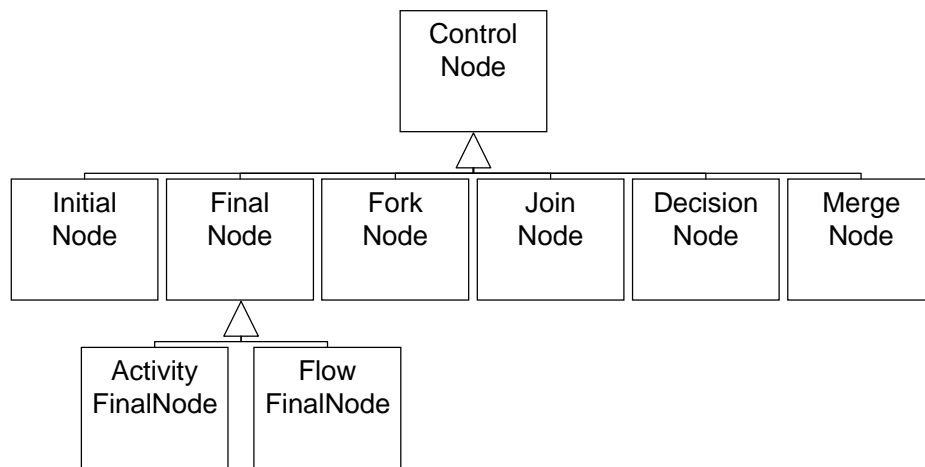 Control
Node
Initial
Node
Final
Node
Fork
Node
Join
Node
Decision
Node
Merge
Node
Activity
FinalNode
Flow
FinalNode